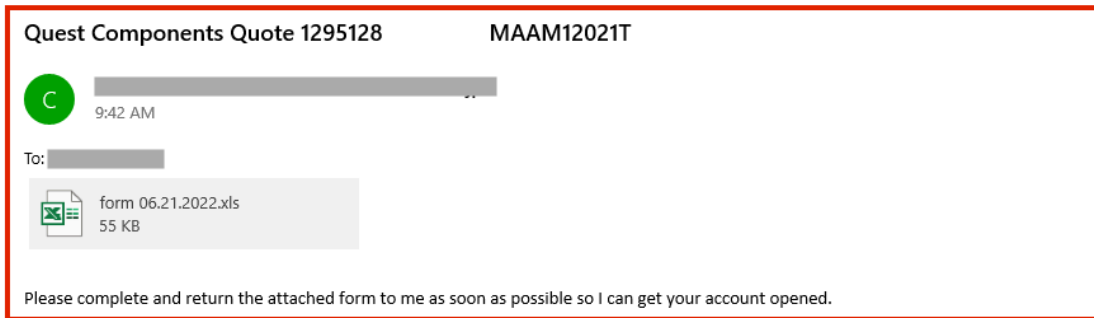 Quest Components Quote 1295128 MAAM12021T
C
9:42 AM
To:
form 06.21.2022.xls
55 KB
Please complete and return the attached form to me as soon as possible so I can get your account opened.